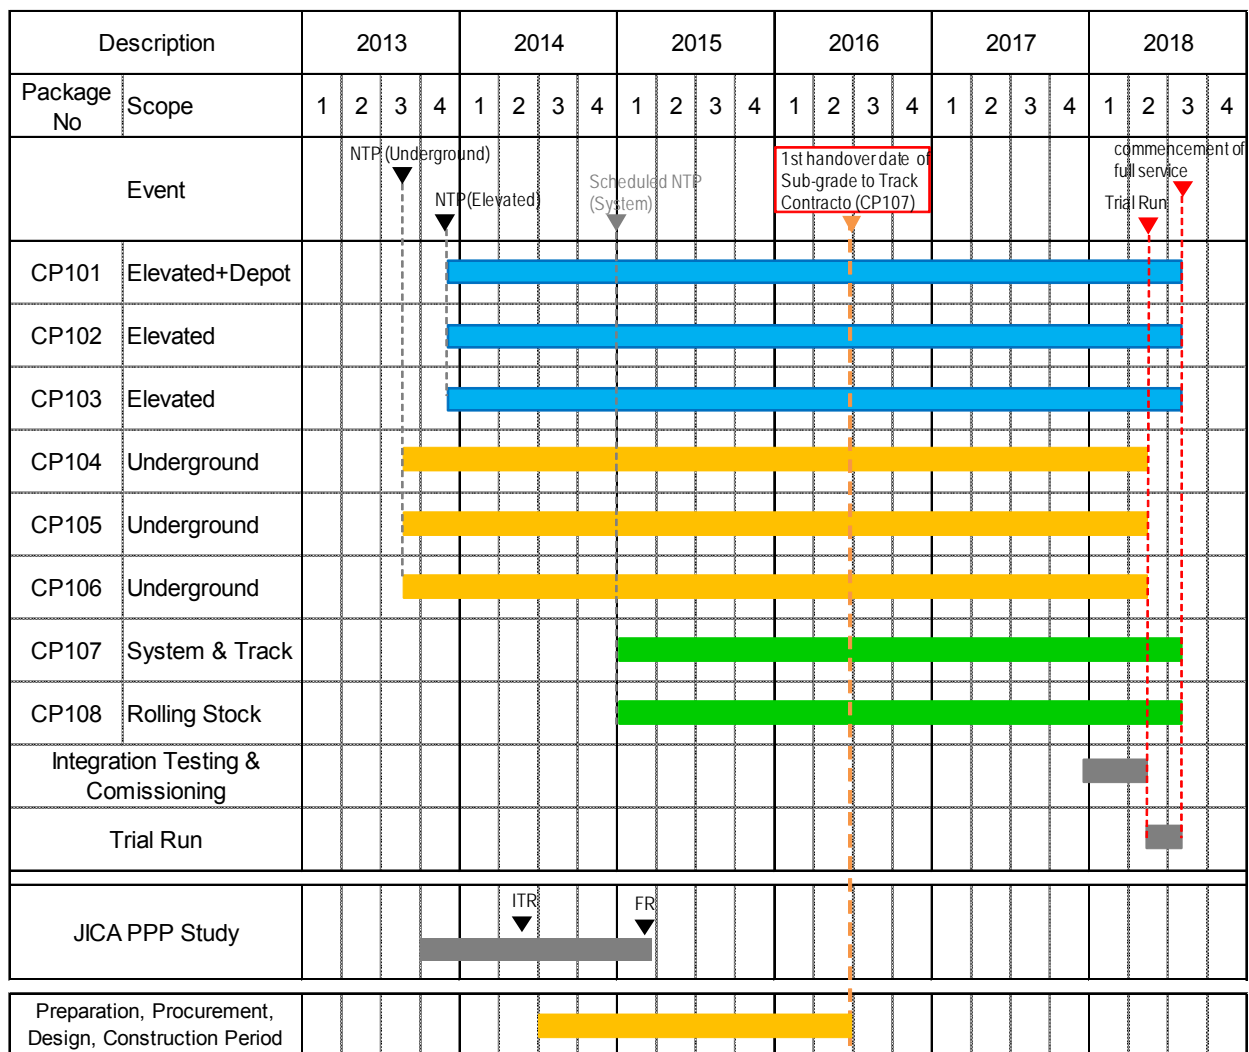 Description 2013 2014 2015 2016 2017 2018
Package No Scope 1 2 3 4 1 2 3 4 1 2 3 4 1 2 3 4 1 2 3 4 1 2 3 4
Event
NTP (Underground)
NTP(Elevated)
Scheduled NTP
(System)
1st handover date of
Sub-grade to Track
Contracto (CP107)
commencement of
full service
Trial Run
CP101 Elevated+Depot
CP102 Elevated
CP103 Elevated
CP104 Underground
CP105 Underground
CP106 Underground
CP107 System & Track
CP108 Rolling Stock
Integration Testing &
Comissioning
Trial Run
JICA PPP Study
ITR
FR
Preparation, Procurement,
Design, Construction Period